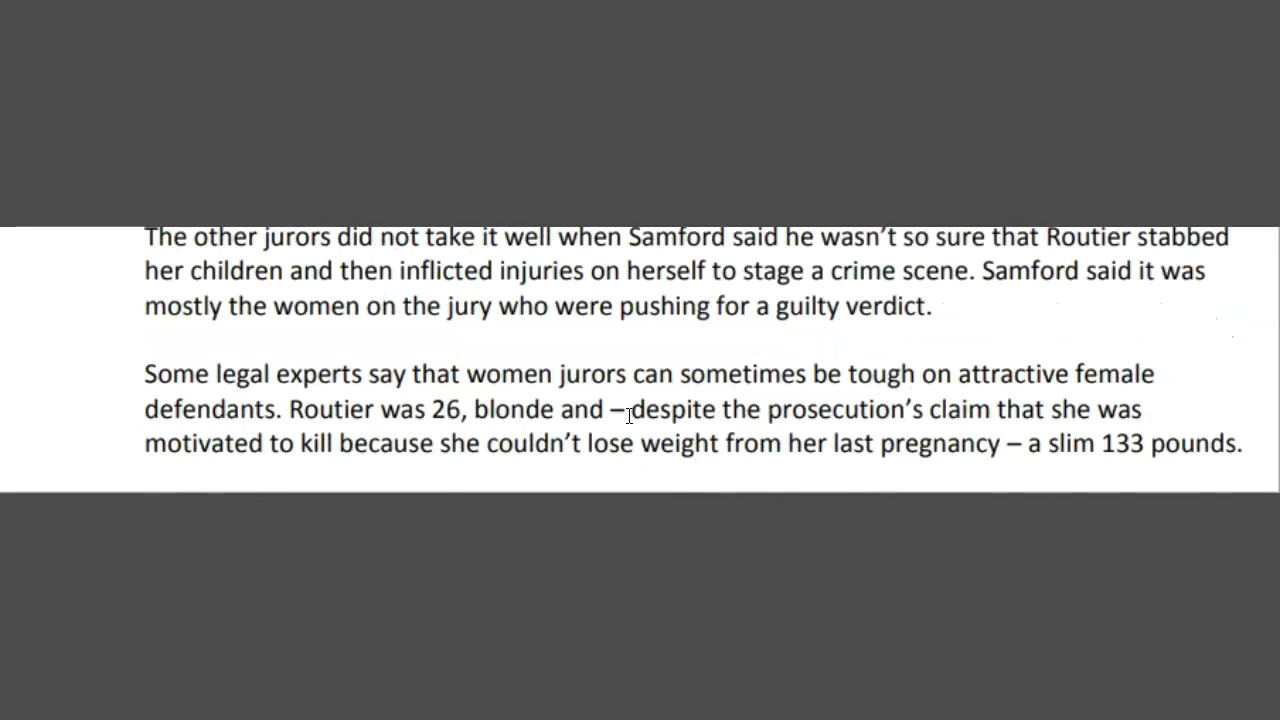 The other jurors did not take it well when Samford said he wasn’t so sure that Routier stabbed
her children and then inflicted injuries on herself to stage a crime scene. Samford said it was
mostly the women on the jury who were pushing for a guilty verdict.
Some legal experts say that women jurors can sometimes be tough on attractive female
defendants. Routier was 26, blonde and – despite the prosecution’s claim that she was
motivated to kill because she couldn’t lose weight from her last pregnancy – a slim 133 pounds.